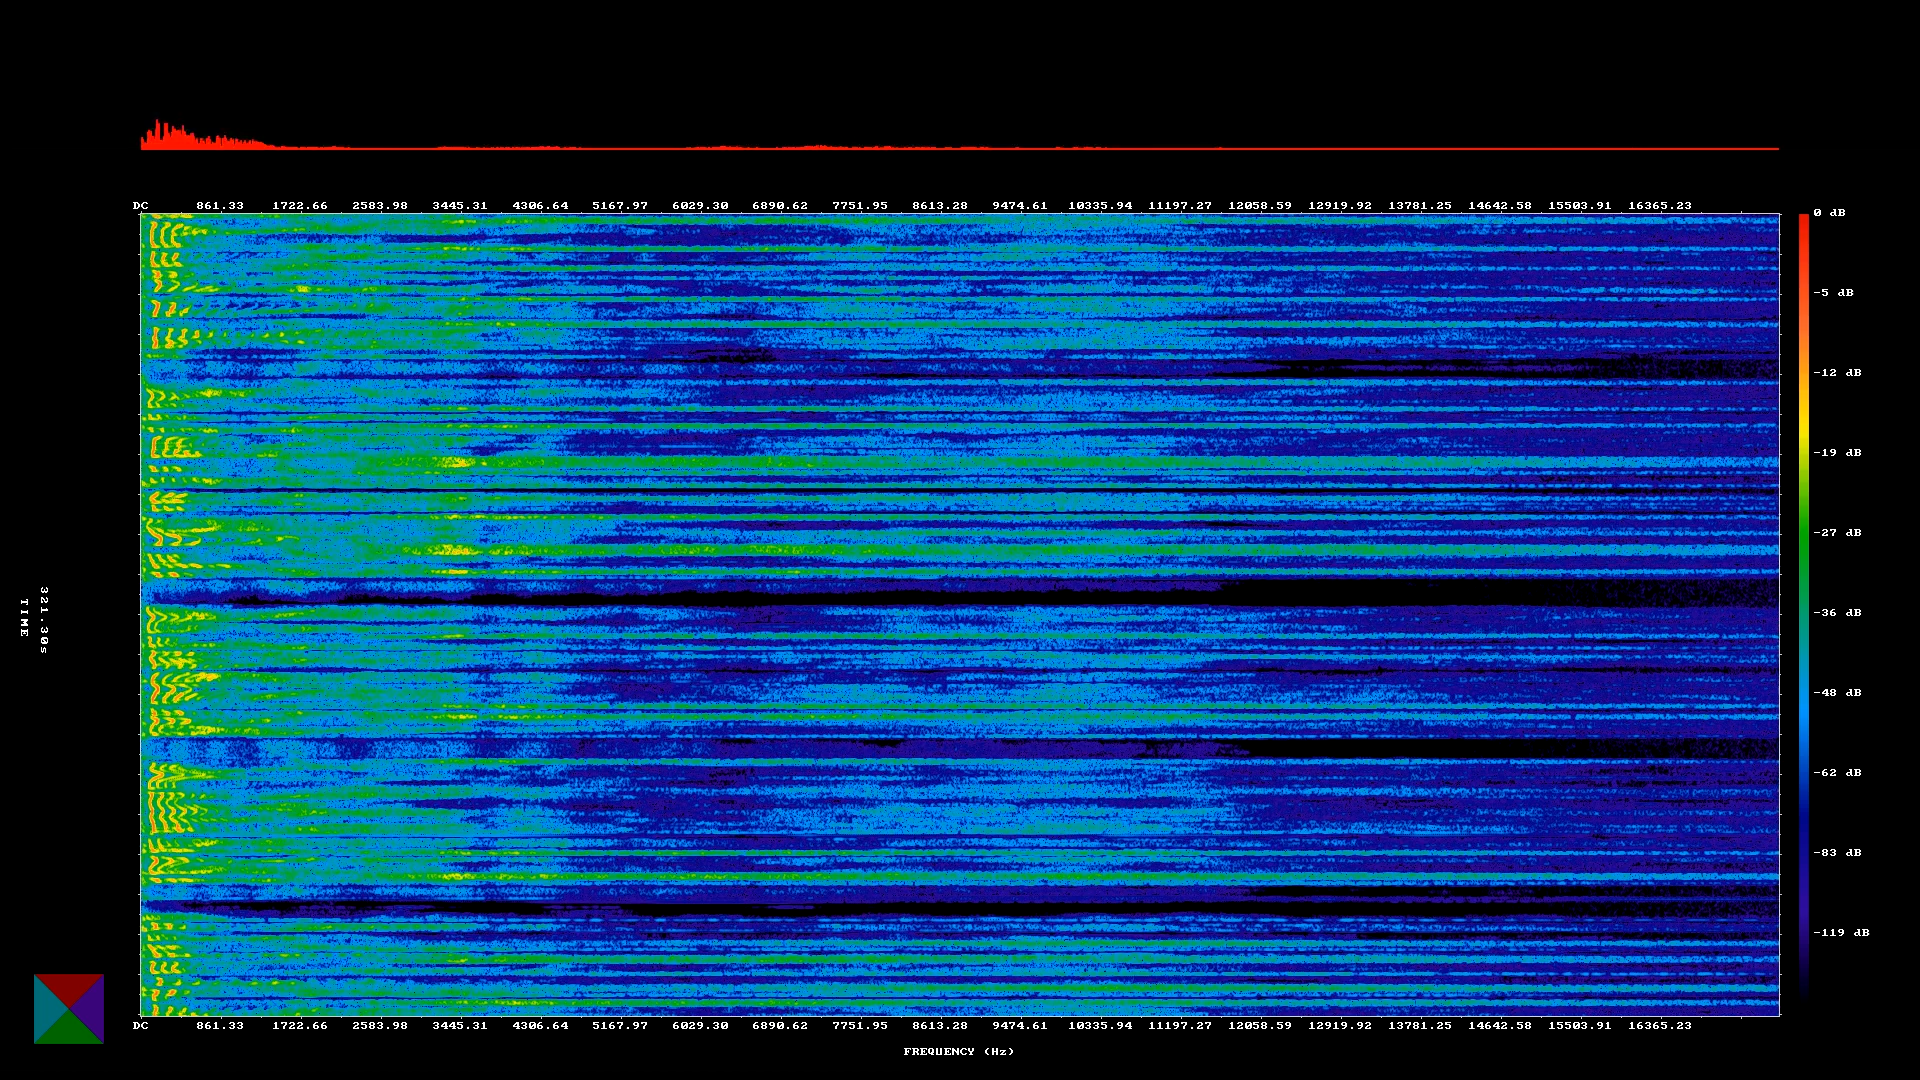 DC 861.33 1722.66 2583.98 3445.31 4306.64 5167.97 6029.30 6890.62 7751.95 8613.28 9474.61 10335.94 11197.27 12058.59 12919.92 13781.25 14642.58 15503.91 16365.23
0 dB
-5 dB
-12 dB
-19 dB
-27 dB
-36 dB
-48 dB
-62 dB
-83 dB
-119 dB
321.30s
TIME
DC 861.33 1722.66 2583.98 3445.31 4306.64 5167.97 6029.30 6890.62 7751.95 8613.28 9474.61 10335.94 11197.27 12058.59 12919.92 13781.25 14642.58 15503.91 16365.23
FREQUENCY (Hz)